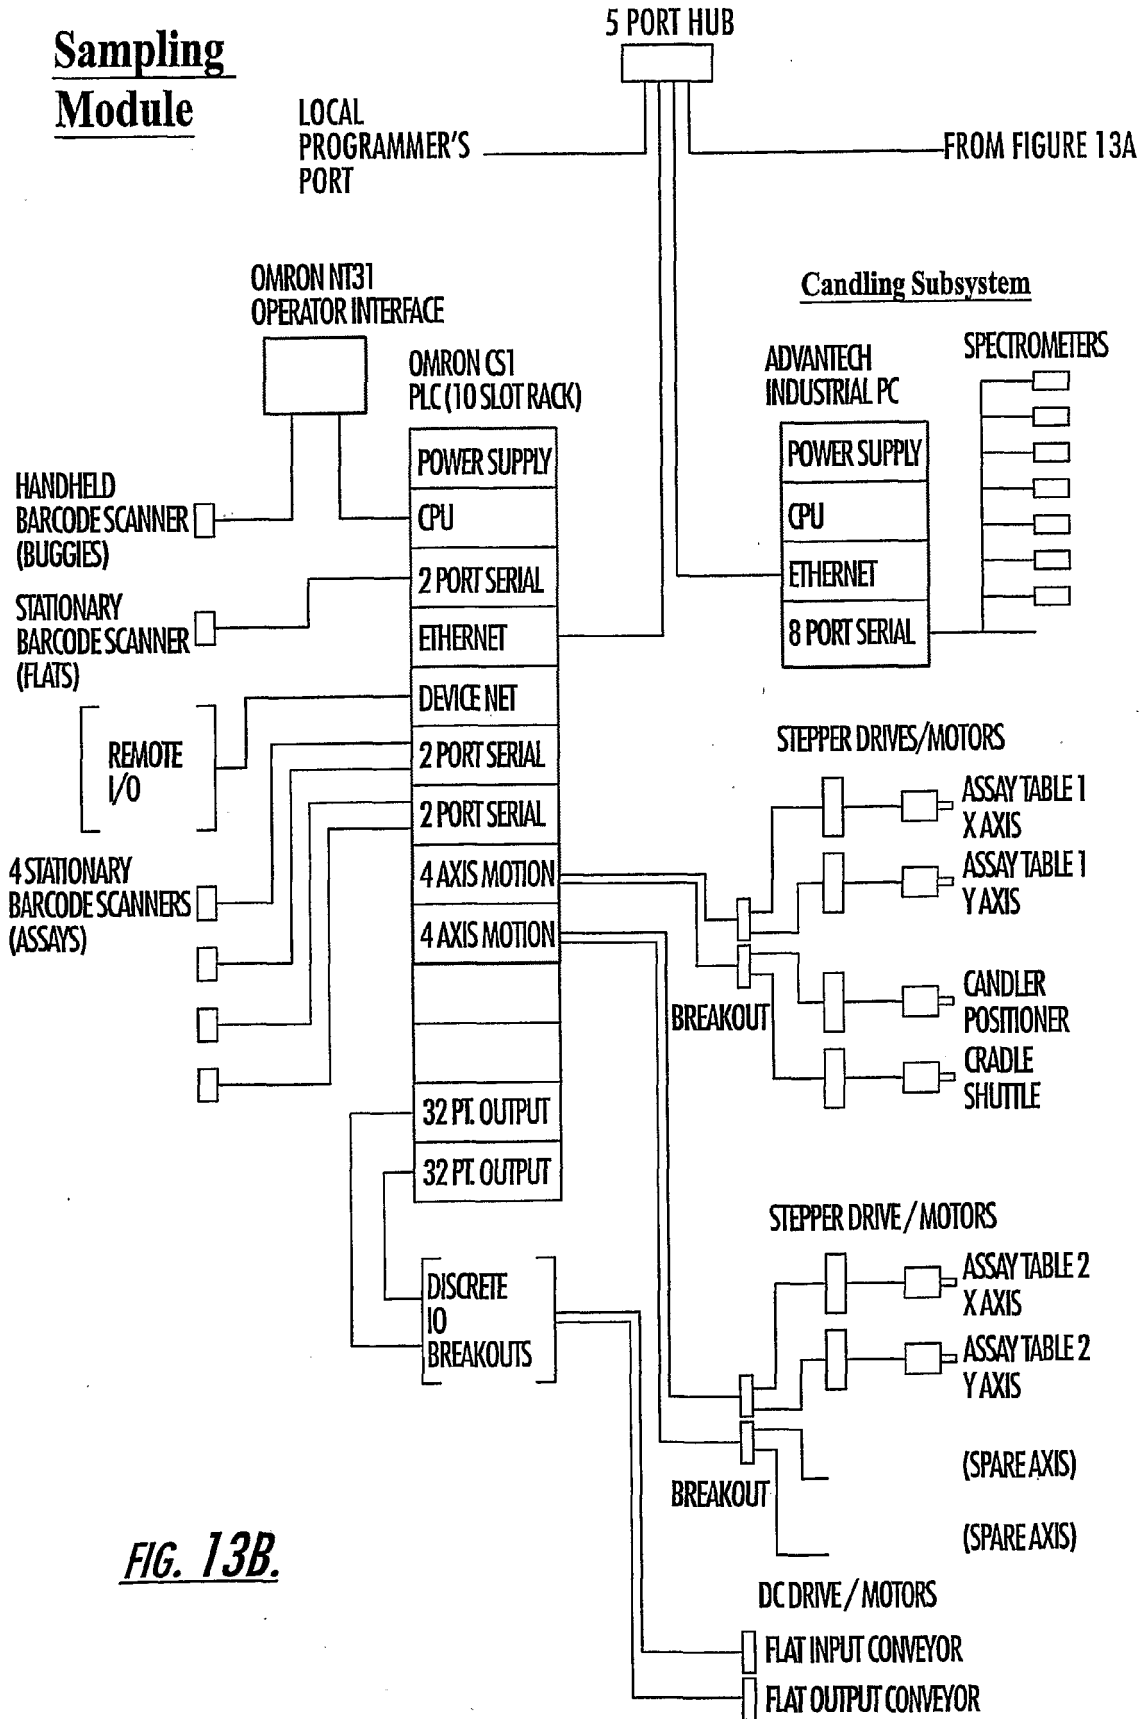 Sampling
Module
5 PORT HUB
LOCAL
PROGRAMMER'S
PORT
FROM FIGURE 13A
OMRON NT31
OPERATOR INTERFACE
Candling Subsystem
OMRON CS1
PLC (10 SLOT RACK)
ADVANTECH
INDUSTRIAL PC
SPECTROMETERS
POWER SUPPLY
CPU
2 PORT SERIAL
ETHERNET
DEVICE NET
2 PORT SERIAL
2 PORT SERIAL
4 AXIS MOTION
4 AXIS MOTION
32 PT. OUTPUT
32 PT. OUTPUT
POWER SUPPLY
CPU
ETHERNET
8 PORT SERIAL
HANDHELD
BARCODE SCANNER
(BUGGIES)
STATIONARY
BARCODE SCANNER
(FLATS)
REMOTE
I/O
4 STATIONARY
BARCODE SCANNERS
(ASSAYS)
STEPPER DRIVES/MOTORS
ASSAY TABLE 1
X AXIS
ASSAY TABLE 1
Y AXIS
BREAKOUT
CANDLER
POSITIONER
CRADLE
SHUTTLE
STEPPER DRIVE / MOTORS
ASSAY TABLE 2
X AXIS
ASSAY TABLE 2
Y AXIS
DISCRETE
IO
BREAKOUTS
BREAKOUT
(SPARE AXIS)
(SPARE AXIS)
DC DRIVE / MOTORS
FLAT INPUT CONVEYOR
FLAT OUTPUT CONVEYOR
FIG. 13B.